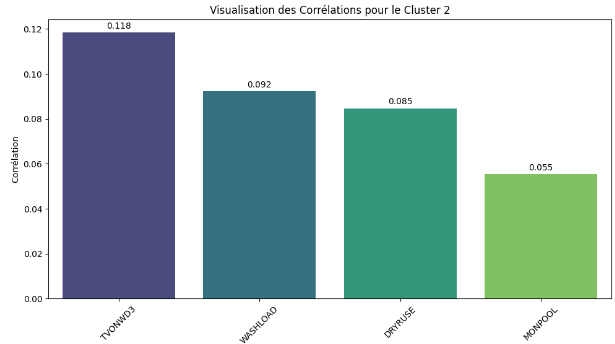 Visualisation des Corrélations pour le Cluster 2
Corrélation
0.12
0.10
0.08
0.06
0.04
0.02
0.00
0.118
0.092
0.085
0.055
TVONWD3
WASHLOAD
DRYRUSE
MONPOOL